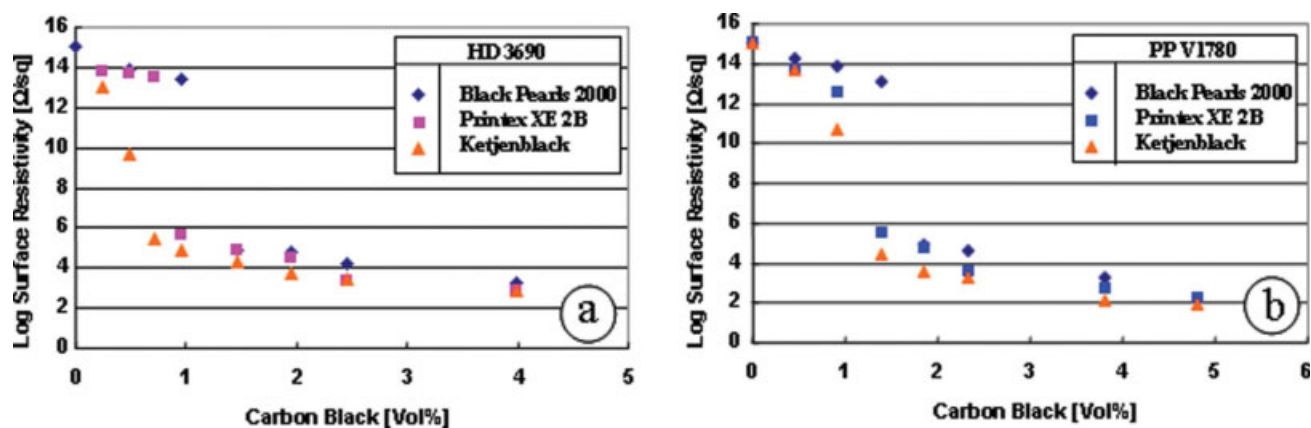 Log Surface Resistivity [Ω/sq]
16
14
12
10
8
6
4
2
0
HD 3690
Black Pearls 2000
Printex XE 2B
Ketjenblack
a
0 1 2 3 4 5
Carbon Black [Vol%]
Log Surface Resistivity [Ω/sq]
16
14
12
10
8
6
4
2
0
PP V1780
Black Pearls 2000
Printex XE 2B
Ketjenblack
b
0 1 2 3 4 5 6
Carbon Black [Vol%]